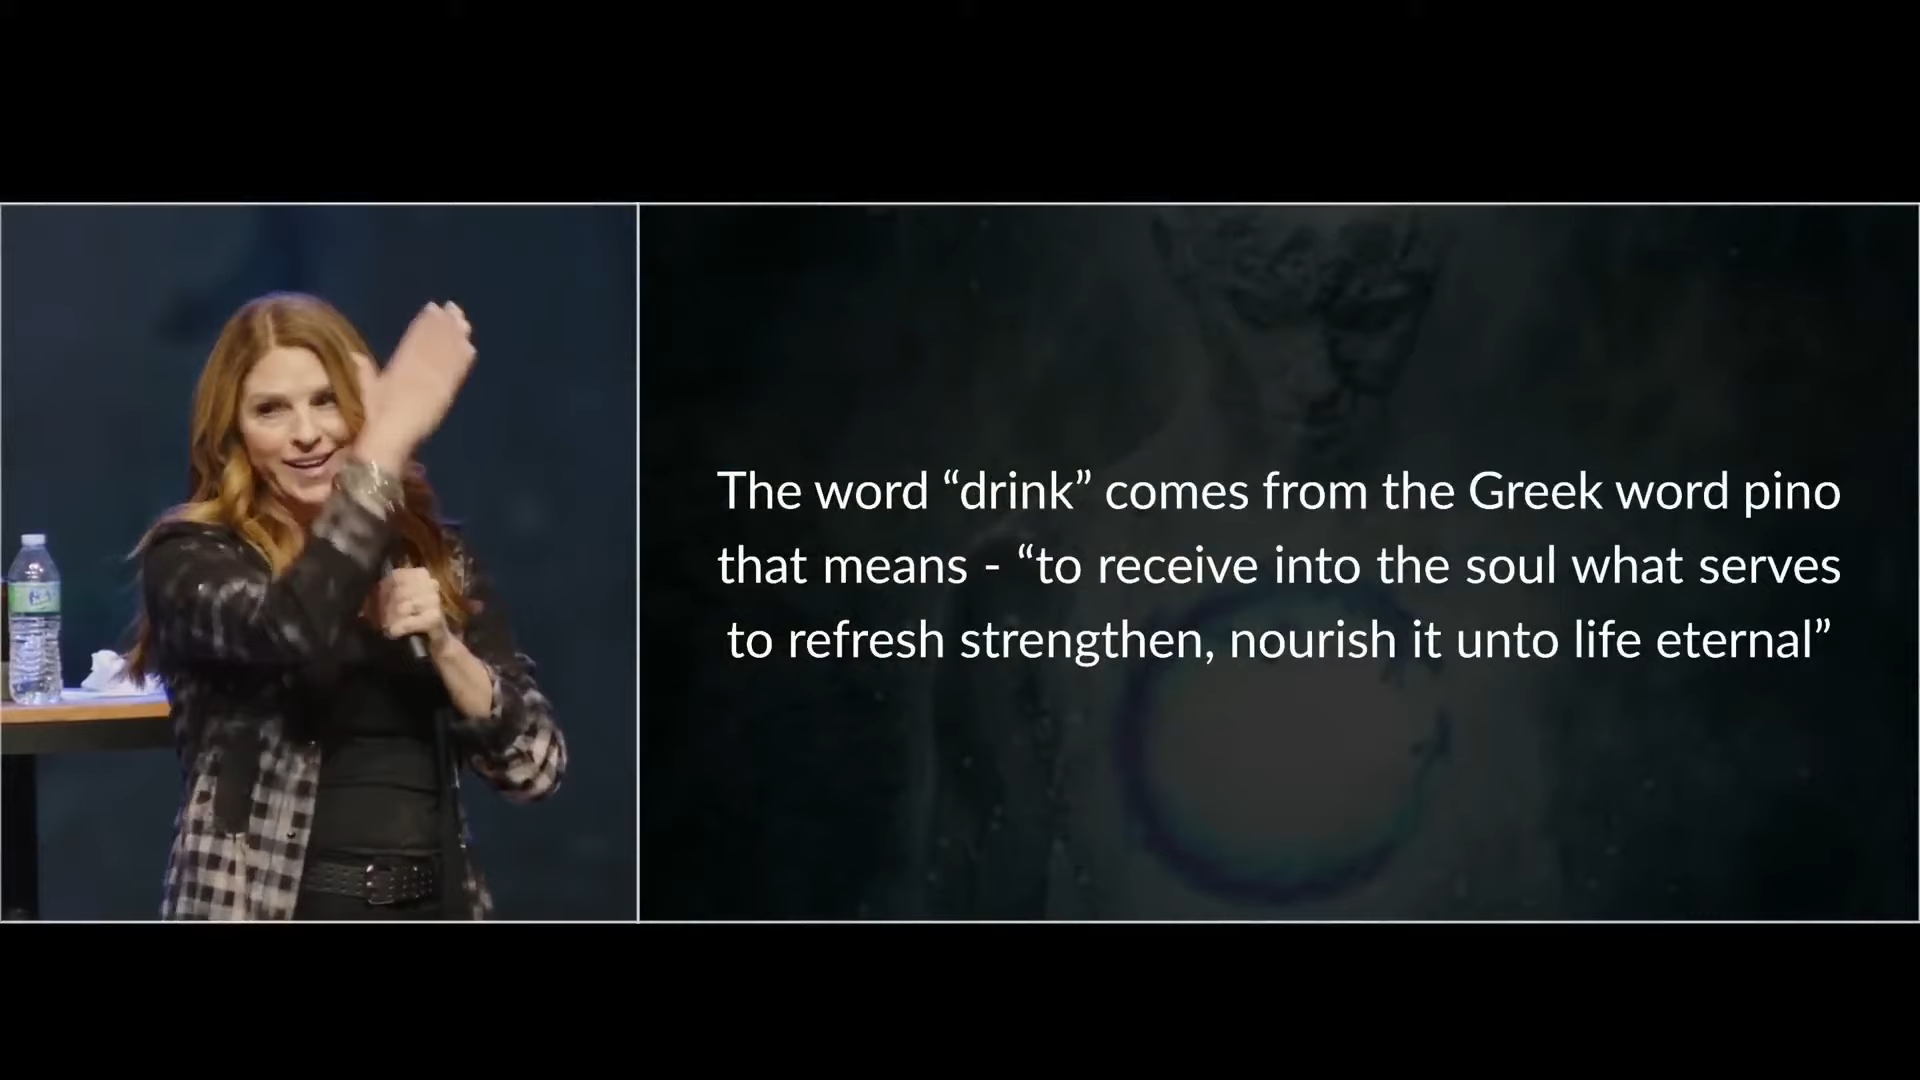 The word “drink” comes from the Greek word pino
that means - “to receive into the soul what serves
to refresh strengthen, nourish it unto life eternal”